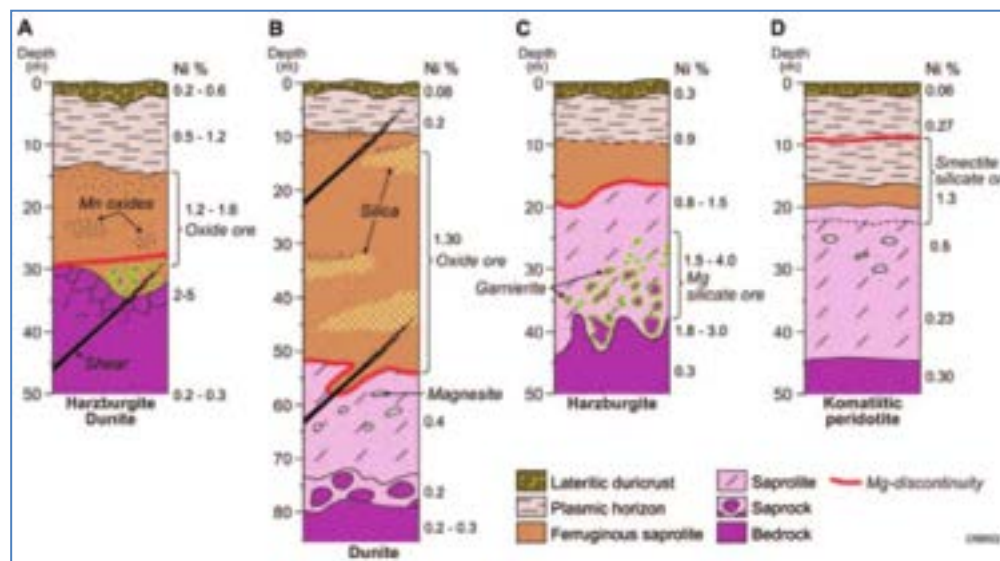 A
Depth
(m)
Ni %
0
0.2 - 0.6
0.5 - 1.2
10
20
Mn oxides
1.2 - 1.8
Oxide ore
30
2-5
40
Shear
50
0.2 - 0.3
Harzburgite
Dunite
B
Depth
(m)
Ni %
0
0.08
0.2
10
20
Silica
1.30
Oxide ore
30
40
50
Magnesite
60
0.4
70
0.2
80
0.2 - 0.3
Dunite
C
Depth
(m)
Ni %
0
0.3
0.9
10
20
0.8 - 1.5
1.5 - 4.0
30
Garnierite
Mg
silicate ore
1.8 - 3.0
40
0.3
50
Harzburgite
D
Depth
(m)
Ni %
0
0.06
0.27
10
Smectite
silicate ore
1.3
20
0.5
30
0.23
40
0.30
50
Komatiitic
peridotite
Lateritic duricrust
Plasmic horizon
Ferruginous saprolite
Saprolite
Saprock
Bedrock
Mg-discontinuity